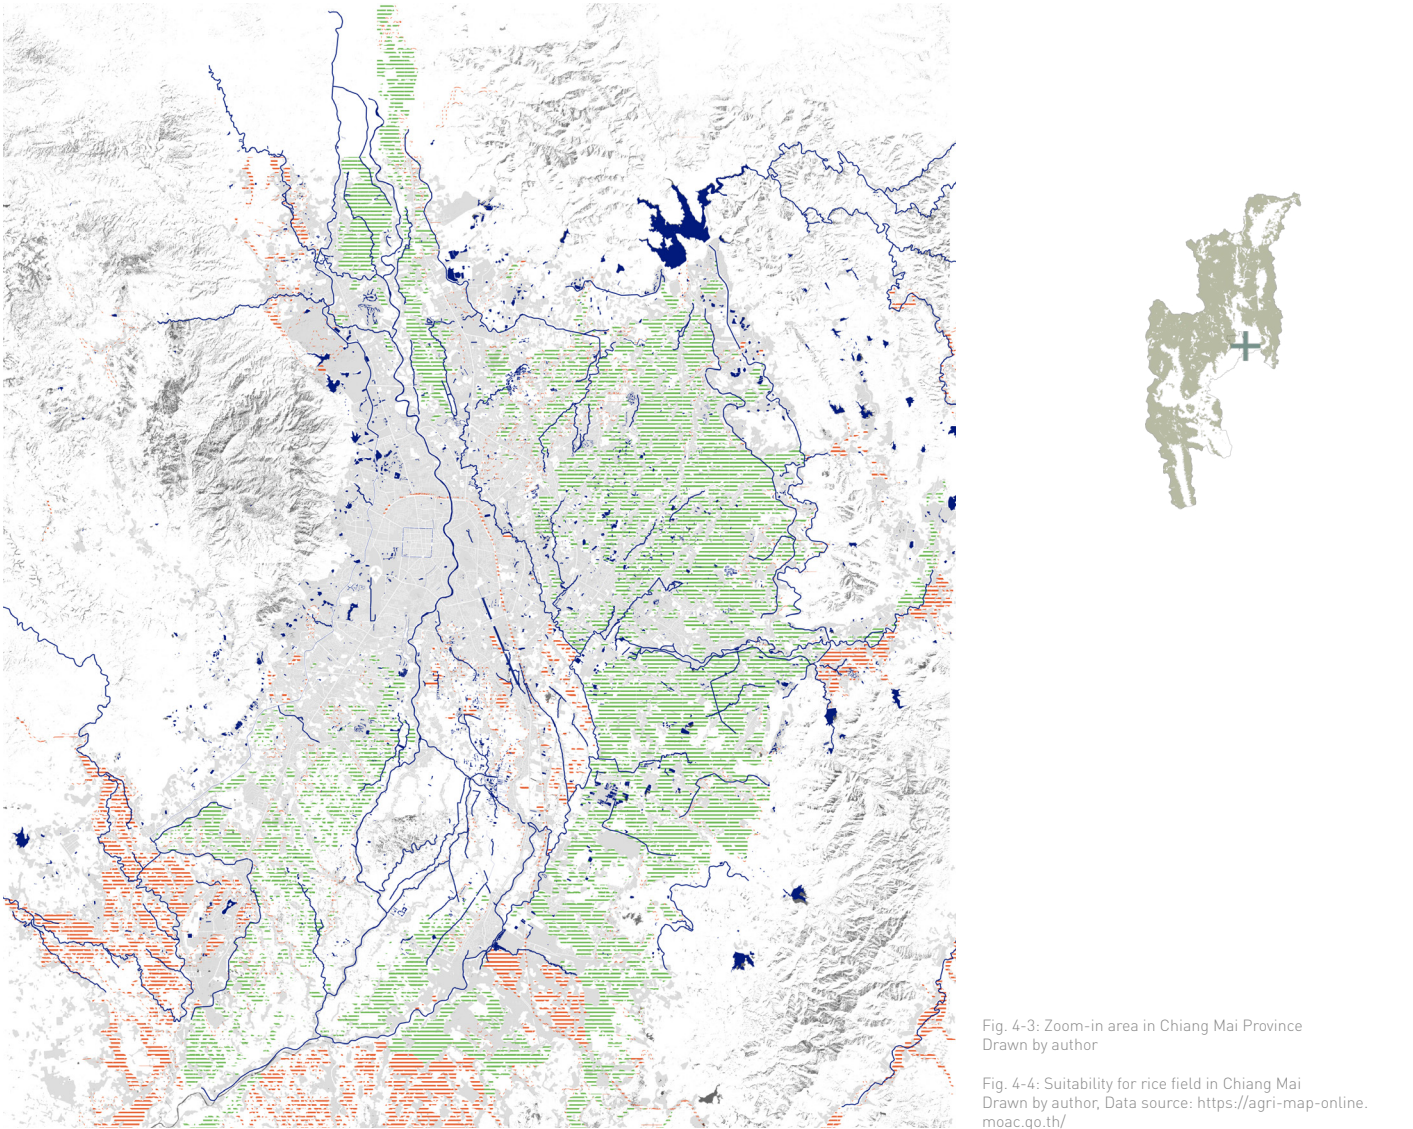 Fig. 4-3: Zoom-in area in Chiang Mai Province
Drawn by author
Fig. 4-4: Suitability for rice field in Chiang Mai
Drawn by author, Data source: https://agri-map-online.
moac.go.th/